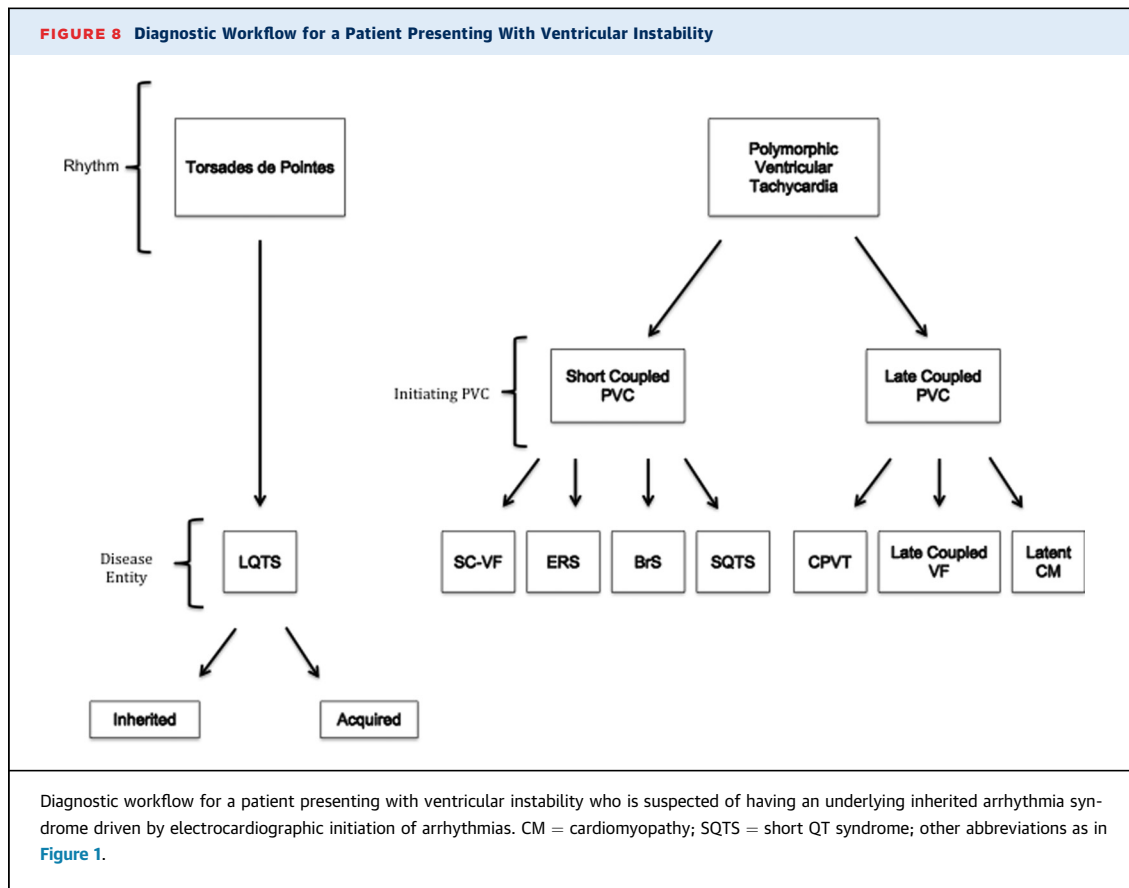 FIGURE 8 Diagnostic Workflow for a Patient Presenting With Ventricular Instability
Rhythm
Torsades de Pointes
Polymorphic
Ventricular
Tachycardia
Initiating PVC
Short Coupled
PVC
Late Coupled
PVC
Disease
Entity
LQTS
SC-VF
ERS
BrS
SQTS
CPVT
Late Coupled
VF
Latent
CM
Inherited
Acquired
Diagnostic workflow for a patient presenting with ventricular instability who is suspected of having an underlying inherited arrhythmia syn-
drome driven by electrocardiographic initiation of arrhythmias. CM = cardiomyopathy; SQTS = short QT syndrome; other abbreviations as in
Figure 1.